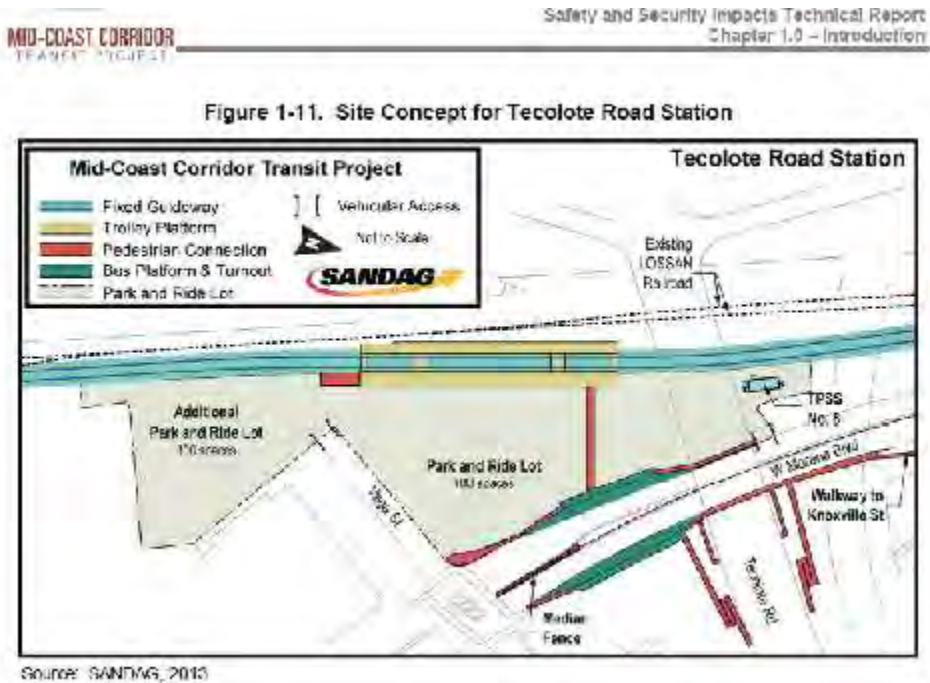 Safety and Security Impacts Technical Report
Chapter 1.0 – Introduction
MID-COAST CORRIDOR
TRANSIT PROJECT
Figure 1-11. Site Concept for Tecolote Road Station
Tecolote Road Station
Mid-Coast Corridor Transit Project
Fixed Guideway
Trolley Platform
Pedestrian Connection
Bus Platform & Turnout
Park and Ride Lot
Vehicular Access
N
Not to Scale
SANDAG
Existing
LOSSAN
Railroad
Additional
Park and Ride Lot
spaces
Park and Ride Lot
spaces
TPSS
No.
W Morena Blvd
Walkway to
Knoxville St
St
Tecolote Rd
Median
Fence
Source: SANDAG, 2013